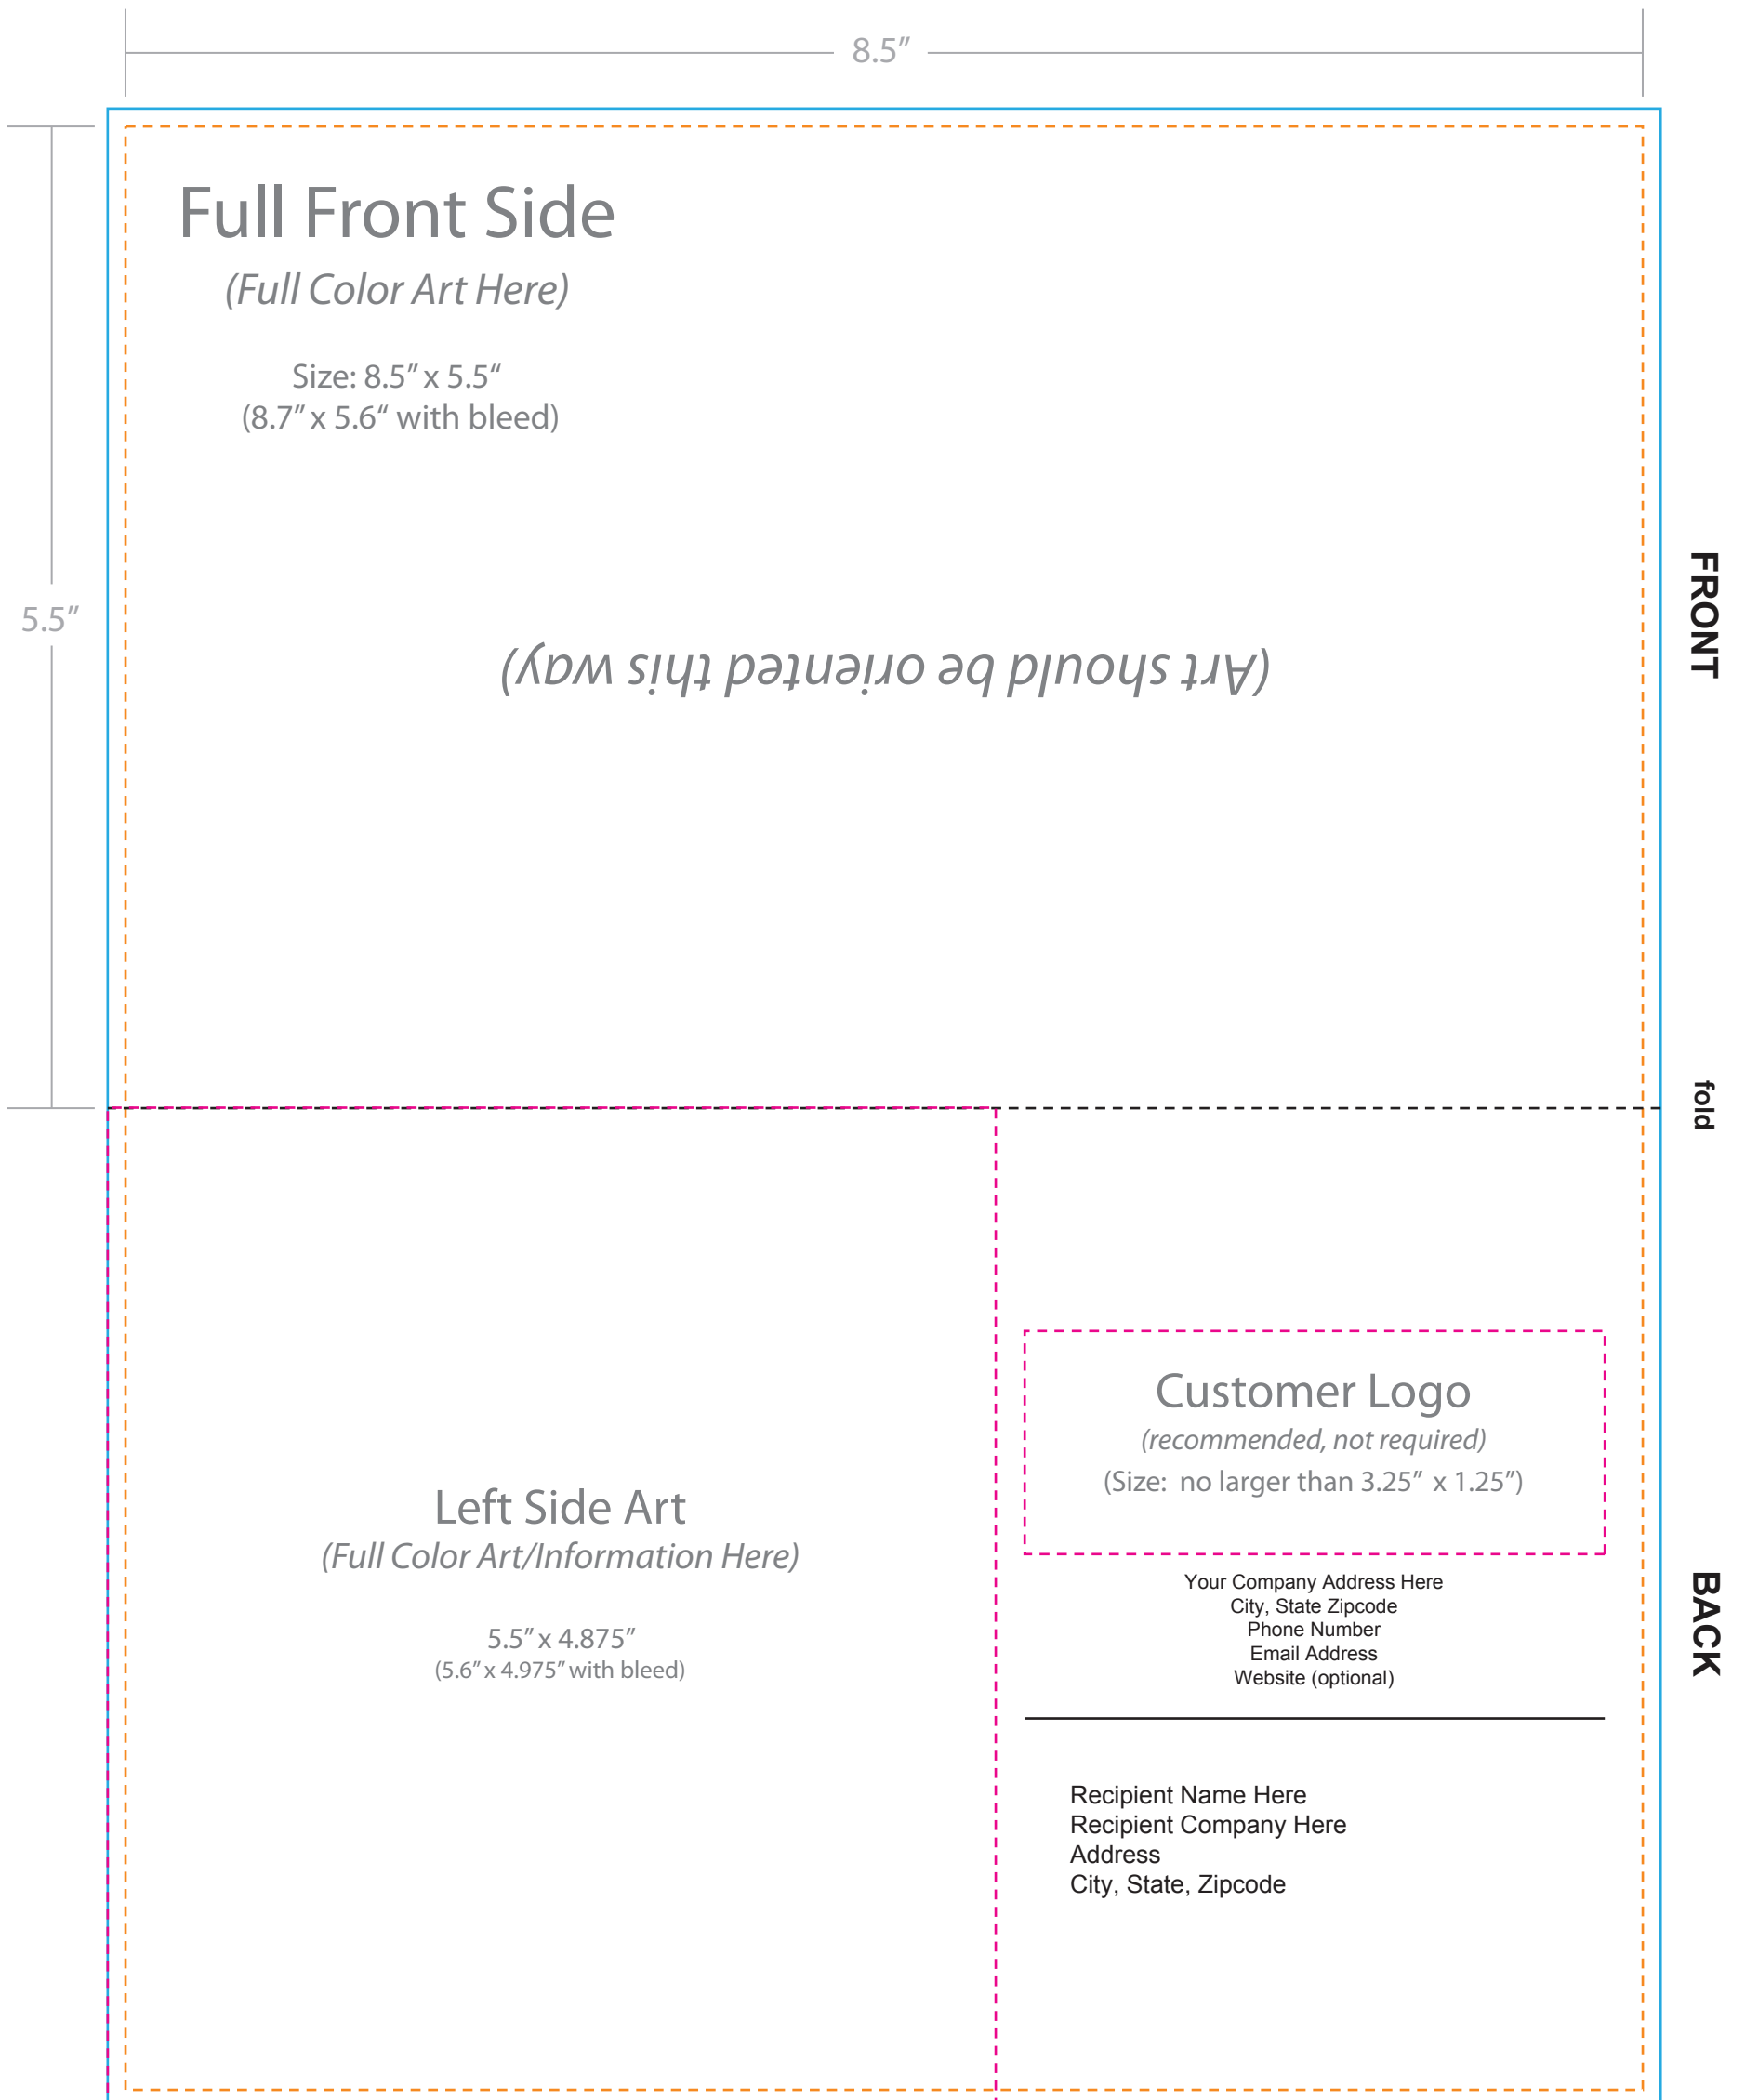 8.5”
Full Front Side
(Full Color Art Here)
Size: 8.5” x 5.5“
(8.7” x 5.6“ with bleed)
FRONT
5.5”
(Art should be oriented this way)
fold
Customer Logo
(recommended, not required)
(Size:  no larger than 3.25”  x 1.25”)
Left Side Art
(Full Color Art/Information Here)
5.5” x 4.875”
(5.6” x 4.975” with bleed)
Your Company Address Here
City, State Zipcode
Phone Number
Email Address
Website (optional)
BACK
Recipient Name Here
Recipient Company Here
Address
City, State, Zipcode